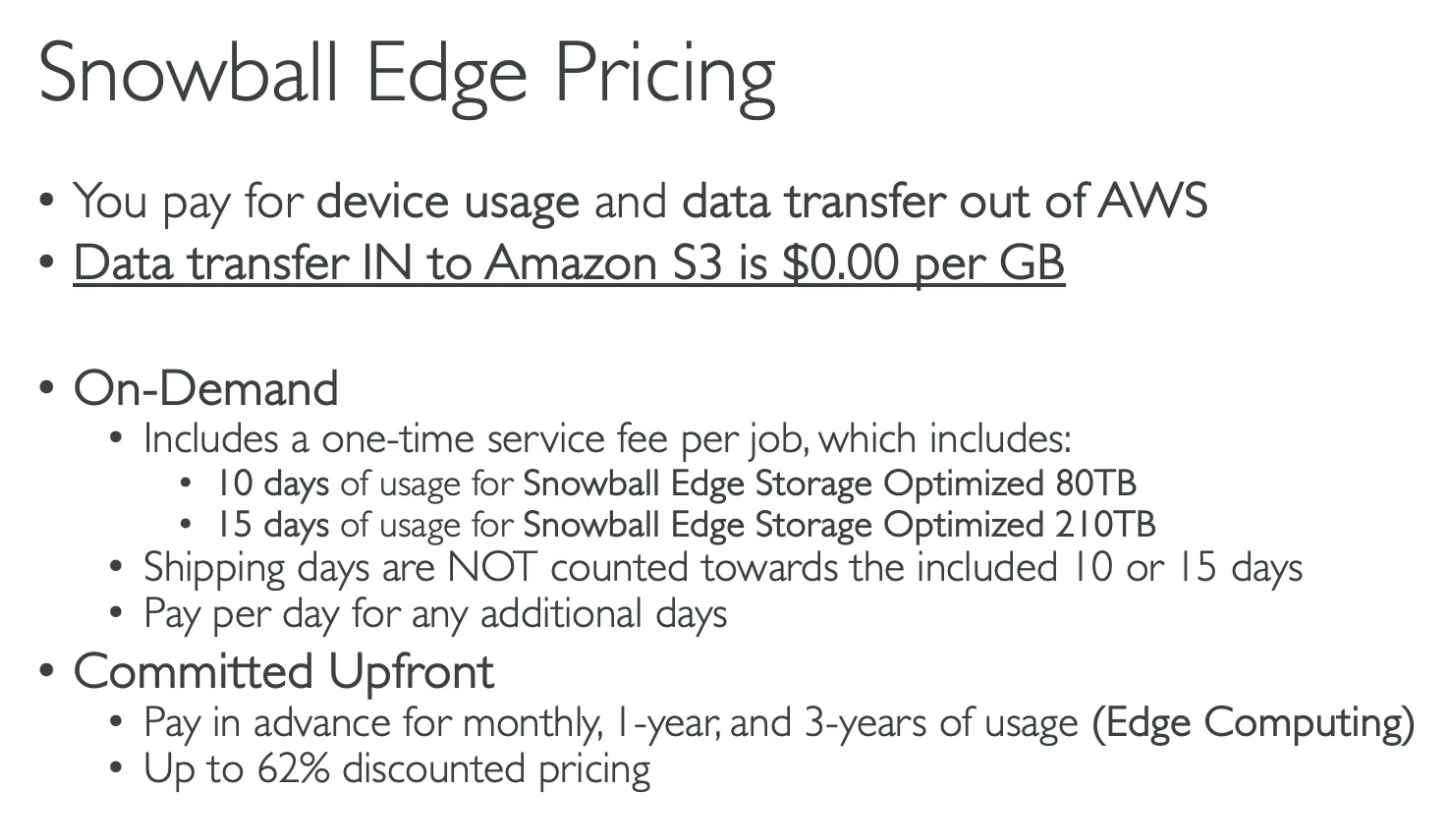 Snowball Edge Pricing
• You pay for device usage and data transfer out of AWS
• Data transfer IN to Amazon S3 is $0.00 per GB
• On-Demand
• Includes a one-time service fee per job, which includes:
• 10 days of usage for Snowball Edge Storage Optimized 80TB
• 15 days of usage for Snowball Edge Storage Optimized 210TB
• Shipping days are NOT counted towards the included 10 or 15 days
• Pay per day for any additional days
• Committed Upfront
• Pay in advance for monthly, 1-year, and 3-years of usage (Edge Computing)
• Up to 62% discounted pricing